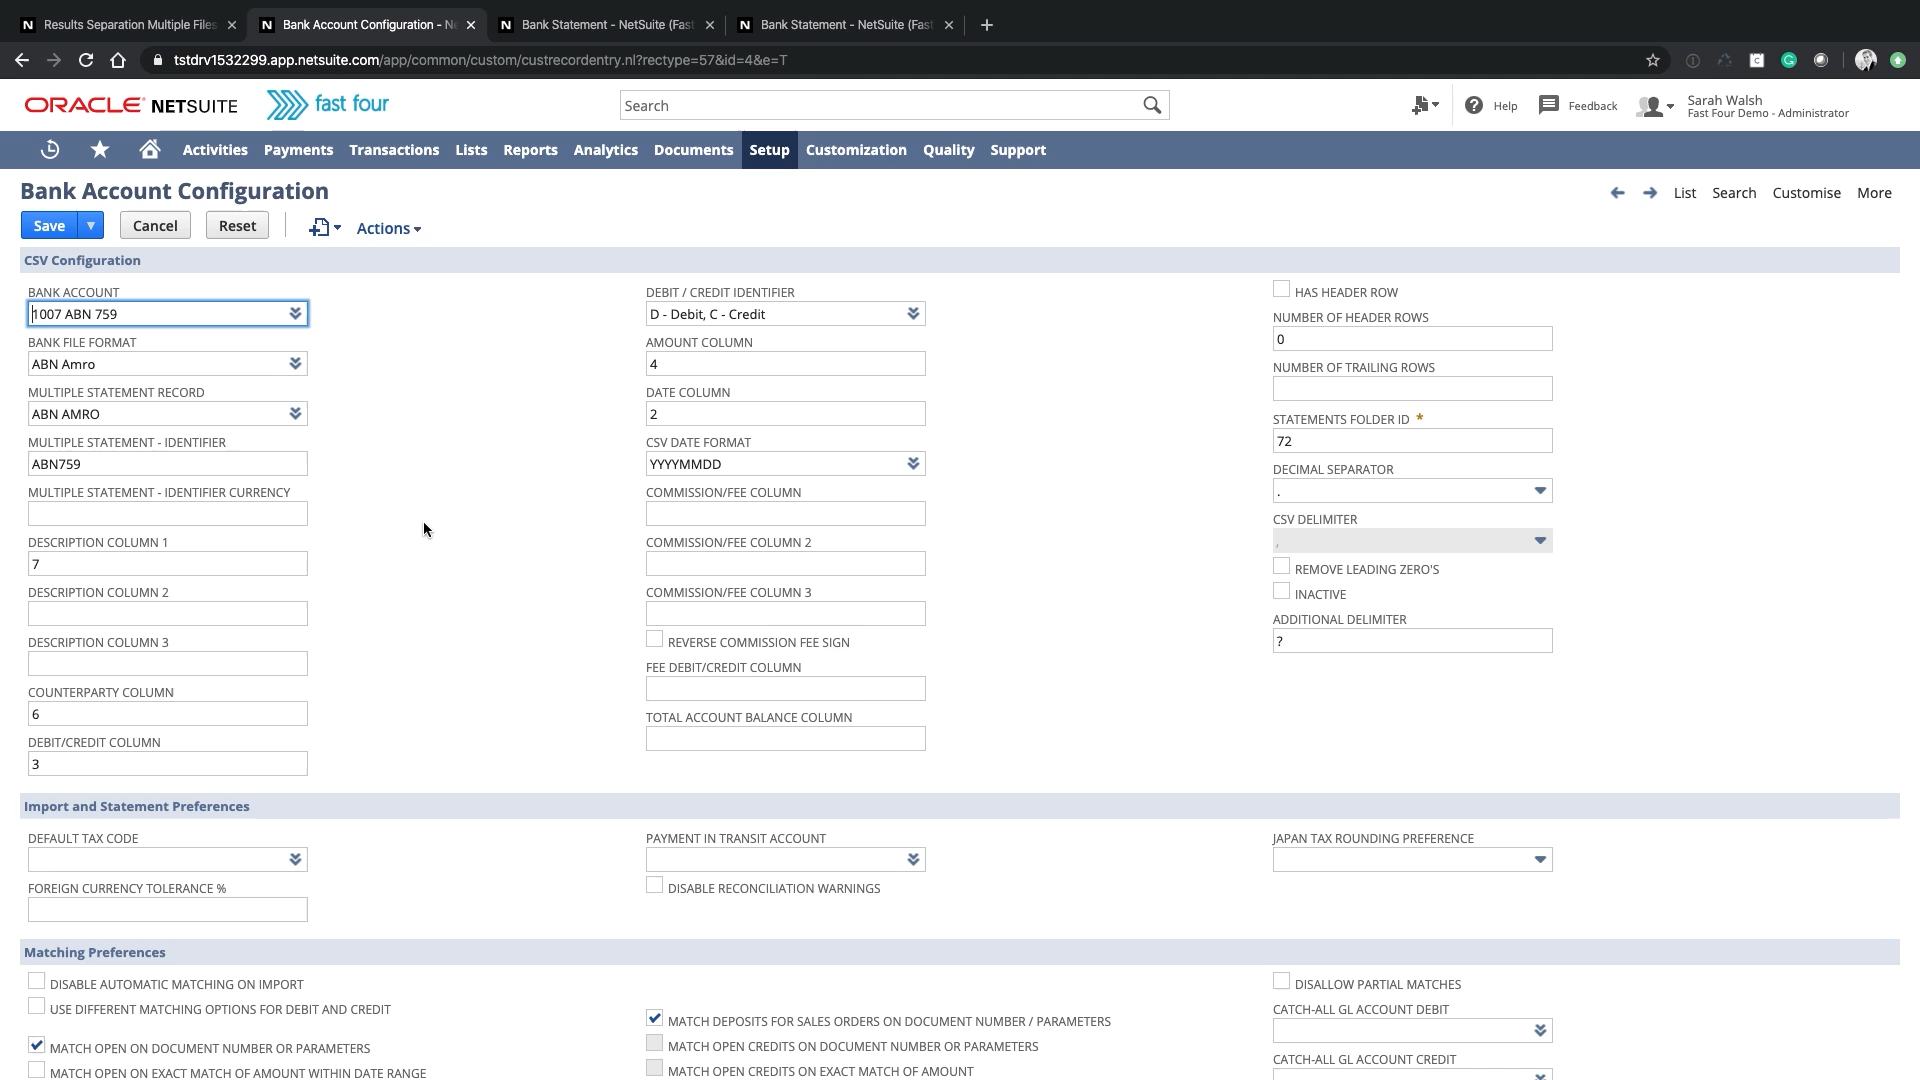 Results Separation Multiple Files
Bank Account Configuration - Ne
Bank Statement - NetSuite (Fast
Bank Statement - NetSuite (Fast
tstdrv1532299.app.netsuite.com/app/common/custom/custrecordentry.nl?rectype=57&id=4&e=T
ORACLE NETSUITE fast four
Search
Help
Feedback
Sarah Walsh
Fast Four Demo - Administrator
Activities Payments Transactions Lists Reports Analytics Documents Setup Customization Quality Support
Bank Account Configuration
List Search Customise More
Save Cancel Reset Actions
CSV Configuration
BANK ACCOUNT
1007 ABN 759
BANK FILE FORMAT
ABN Amro
MULTIPLE STATEMENT RECORD
ABN AMRO
MULTIPLE STATEMENT - IDENTIFIER
ABN759
MULTIPLE STATEMENT - IDENTIFIER CURRENCY
DESCRIPTION COLUMN 1
7
DESCRIPTION COLUMN 2
DESCRIPTION COLUMN 3
COUNTERPARTY COLUMN
6
DEBIT/CREDIT COLUMN
3
DEBIT / CREDIT IDENTIFIER
D - Debit, C - Credit
AMOUNT COLUMN
4
DATE COLUMN
2
CSV DATE FORMAT
YYYYMMDD
COMMISSION/FEE COLUMN
COMMISSION/FEE COLUMN 2
COMMISSION/FEE COLUMN 3
REVERSE COMMISSION FEE SIGN
FEE DEBIT/CREDIT COLUMN
TOTAL ACCOUNT BALANCE COLUMN
HAS HEADER ROW
NUMBER OF HEADER ROWS
0
NUMBER OF TRAILING ROWS
STATEMENTS FOLDER ID *
72
DECIMAL SEPARATOR
.
CSV DELIMITER
,
REMOVE LEADING ZERO'S
INACTIVE
ADDITIONAL DELIMITER
?
Import and Statement Preferences
DEFAULT TAX CODE
FOREIGN CURRENCY TOLERANCE %
PAYMENT IN TRANSIT ACCOUNT
DISABLE RECONCILIATION WARNINGS
JAPAN TAX ROUNDING PREFERENCE
Matching Preferences
DISABLE AUTOMATIC MATCHING ON IMPORT
USE DIFFERENT MATCHING OPTIONS FOR DEBIT AND CREDIT
MATCH OPEN ON DOCUMENT NUMBER OR PARAMETERS
MATCH OPEN ON EXACT MATCH OF AMOUNT WITHIN DATE RANGE
MATCH DEPOSITS FOR SALES ORDERS ON DOCUMENT NUMBER / PARAMETERS
MATCH OPEN CREDITS ON DOCUMENT NUMBER OR PARAMETERS
MATCH OPEN CREDITS ON EXACT MATCH OF AMOUNT
DISALLOW PARTIAL MATCHES
CATCH-ALL GL ACCOUNT DEBIT
CATCH-ALL GL ACCOUNT CREDIT